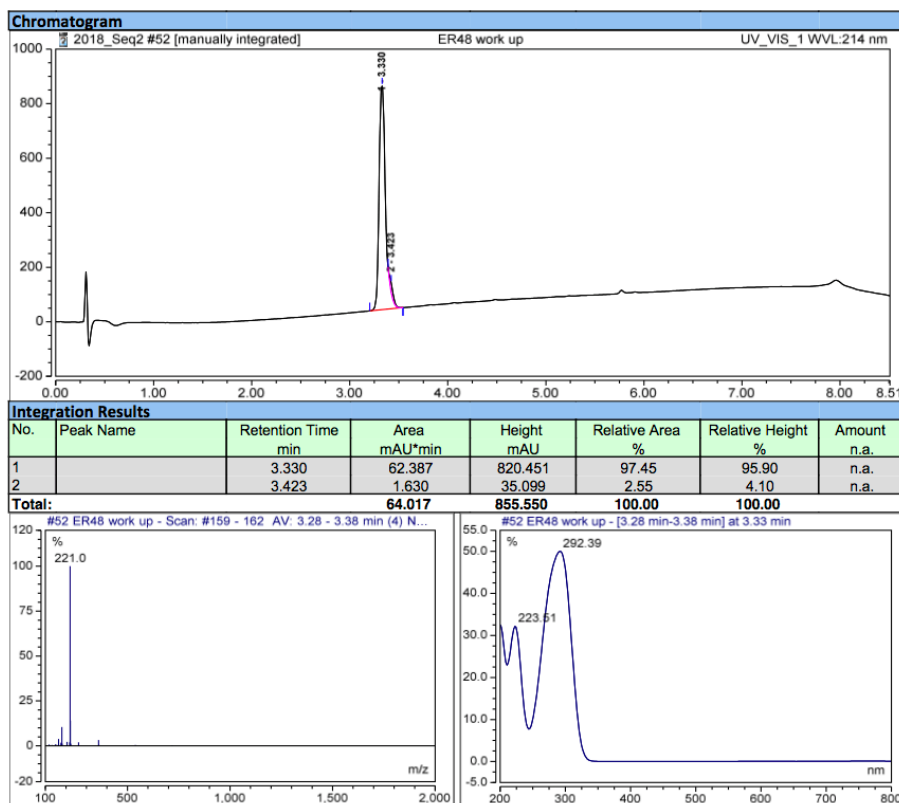 Chromatogram
2018_Seq2 #52 [manually integrated] ER48 work up UV_VIS_1 WVL:214 nm
1000
800
600
400
200
0
-200
3.330
2 - 3.423
0.00 1.00 2.00 3.00 4.00 5.00 6.00 7.00 8.00 8.51
Integration Results
No. Peak Name Retention Time Area Height Relative Area Relative Height Amount
min mAU*min mAU % % n.a.
1 3.330 62.387 820.451 97.45 95.90 n.a.
2 3.423 1.630 35.099 2.55 4.10 n.a.
Total: 64.017 855.550 100.00 100.00
#52 ER48 work up - Scan: #159 - 162 AV: 3.28 - 3.38 min (4) N...
120
100
75
50
25
0
-20
%
221.0
m/z
100 500 1.000 1.500 2.000
#52 ER48 work up - [3.28 min-3.38 min] at 3.33 min
55.0
50.0
40.0
30.0
20.0
10.0
0.0
-5.0
%
292.39
223.51
nm
200 300 400 500 600 700 800